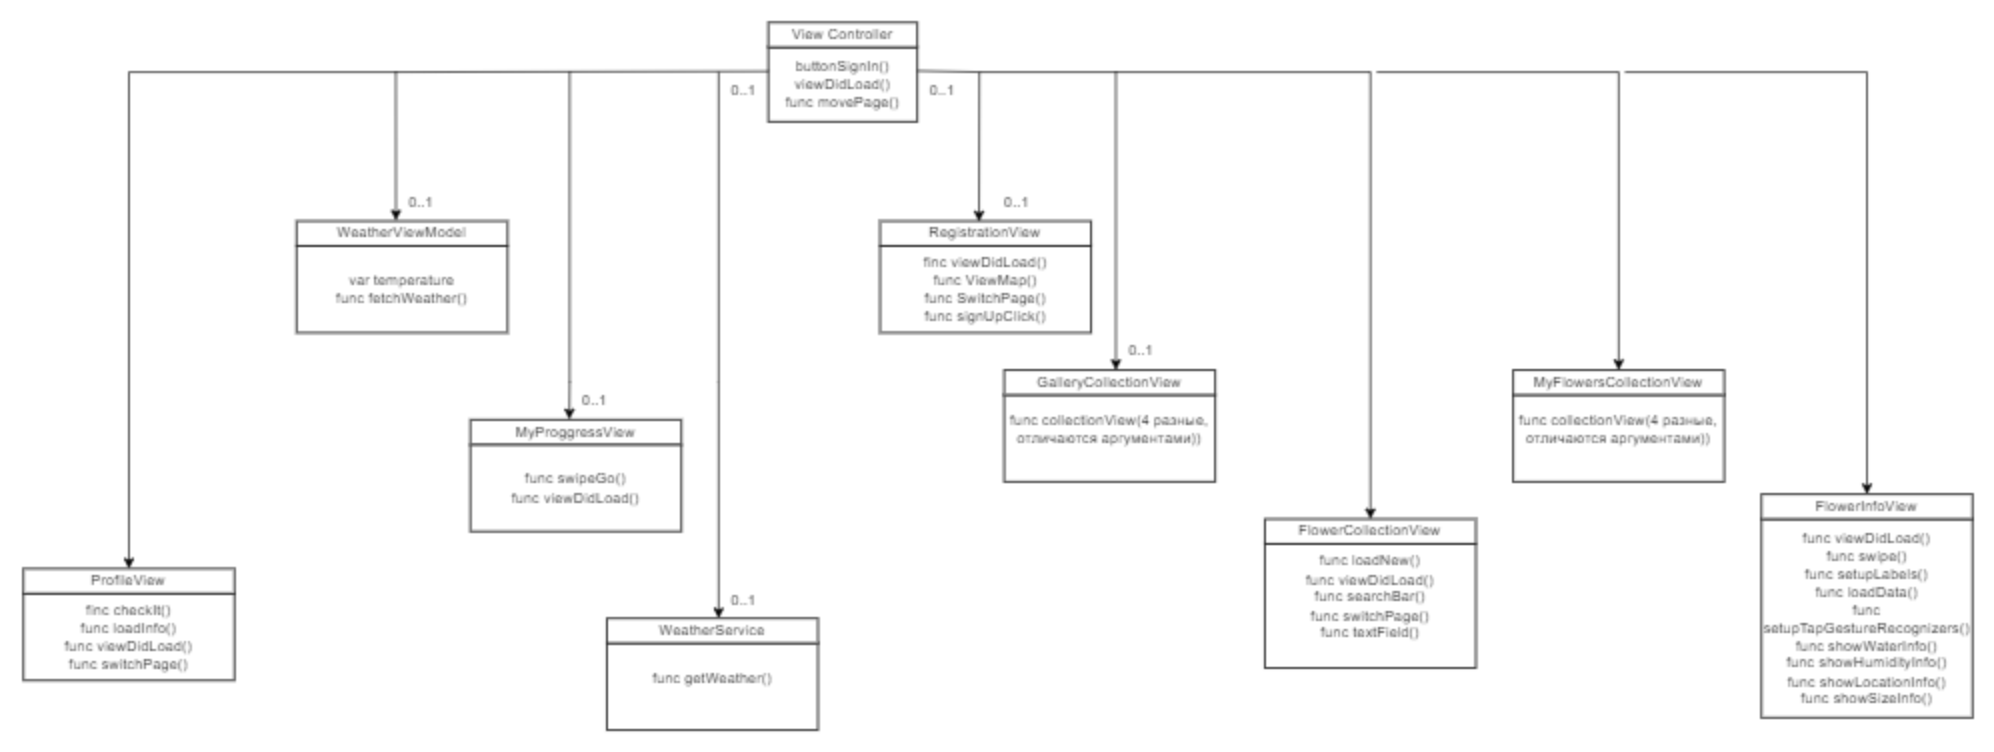 View Controller
buttonSignIn()
viewDidLoad()
func movePage()
0..1
0..1
0..1
WeatherViewModel
var temperature
func fetchWeather()
0..1
RegistrationView
finc viewDidLoad()
func ViewMap()
func SwitchPage()
func signUpClick()
0..1
GalleryCollectionView
func collectionView(4 разные,
отличаются аргументами))
MyFlowersCollectionView
func collectionView(4 разные,
отличаются аргументами))
0..1
MyProggressView
func swipeGo()
func viewDidLoad()
FlowerInfoView
func viewDidLoad()
func swipe()
func setupLabels()
func loadData()
func
setupTapGestureRecognizers()
func showWaterInfo()
func showHumidityInfo()
func showLocationInfo()
func showSizeInfo()
FlowerCollectionView
func loadNew()
func viewDidLoad()
func searchBar()
func switchPage()
func textField()
ProfileView
finc checkIt()
func loadInfo()
func viewDidLoad()
func switchPage()
0..1
WeatherService
func getWeather()